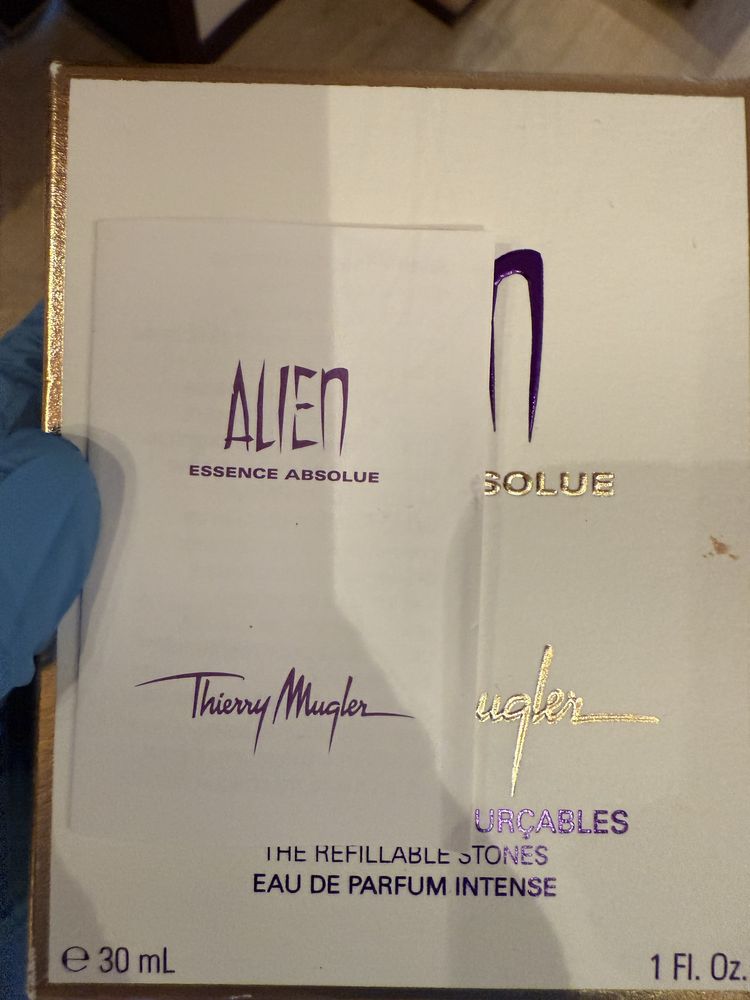 ALIEN
ESSENCE ABSOLUE
Thierry Mugler
n
SOLUE
ugler
URÇABLES
THE REFILLABLE STONES
EAU DE PARFUM INTENSE
℮ 30 mL
1 Fl. Oz.